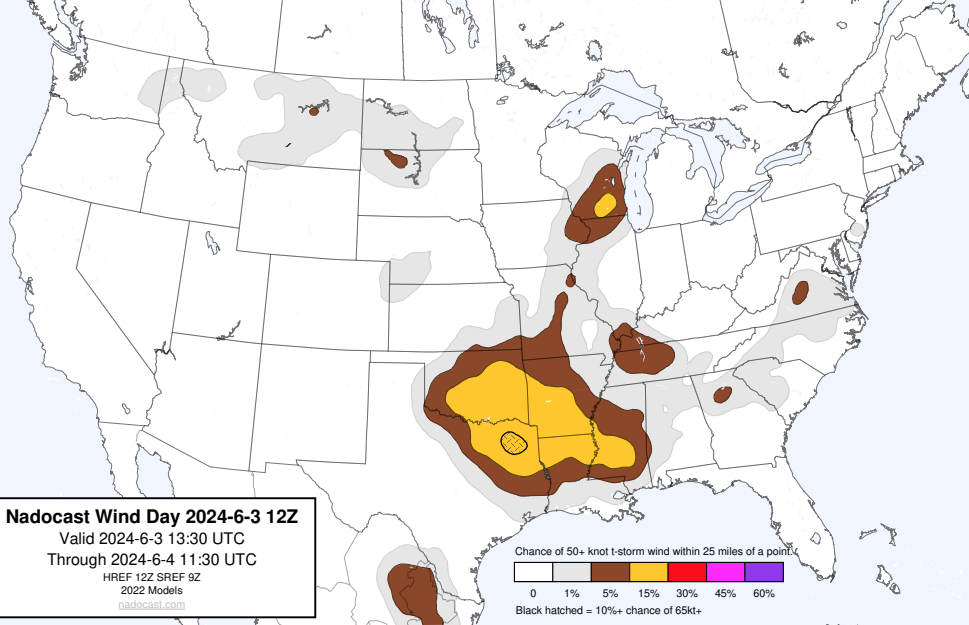 Nadocast Wind Day 2024-6-3 12Z
Valid 2024-6-3 13:30 UTC
Through 2024-6-4 11:30 UTC
HREF 12Z SREF 9Z
2022 Models
nadocast.com
Chance of 50+ knot t-storm wind within 25 miles of a point.
0 1% 5% 15% 30% 45% 60%
Black hatched = 10%+ chance of 65kt+